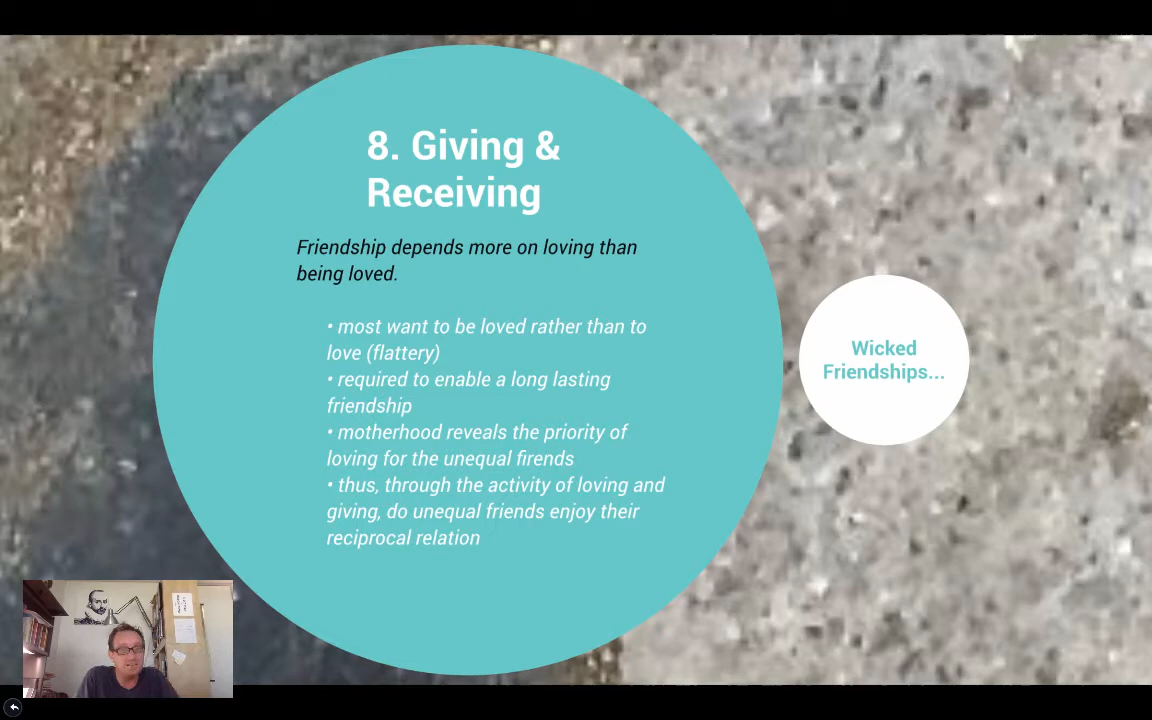 8. Giving &
Receiving
Friendship depends more on loving than
being loved.
• most want to be loved rather than to
love (flattery)
• required to enable a long lasting
friendship
• motherhood reveals the priority of
loving for the unequal firends
• thus, through the activity of loving and
giving, do unequal friends enjoy their
reciprocal relation
Wicked
Friendships...